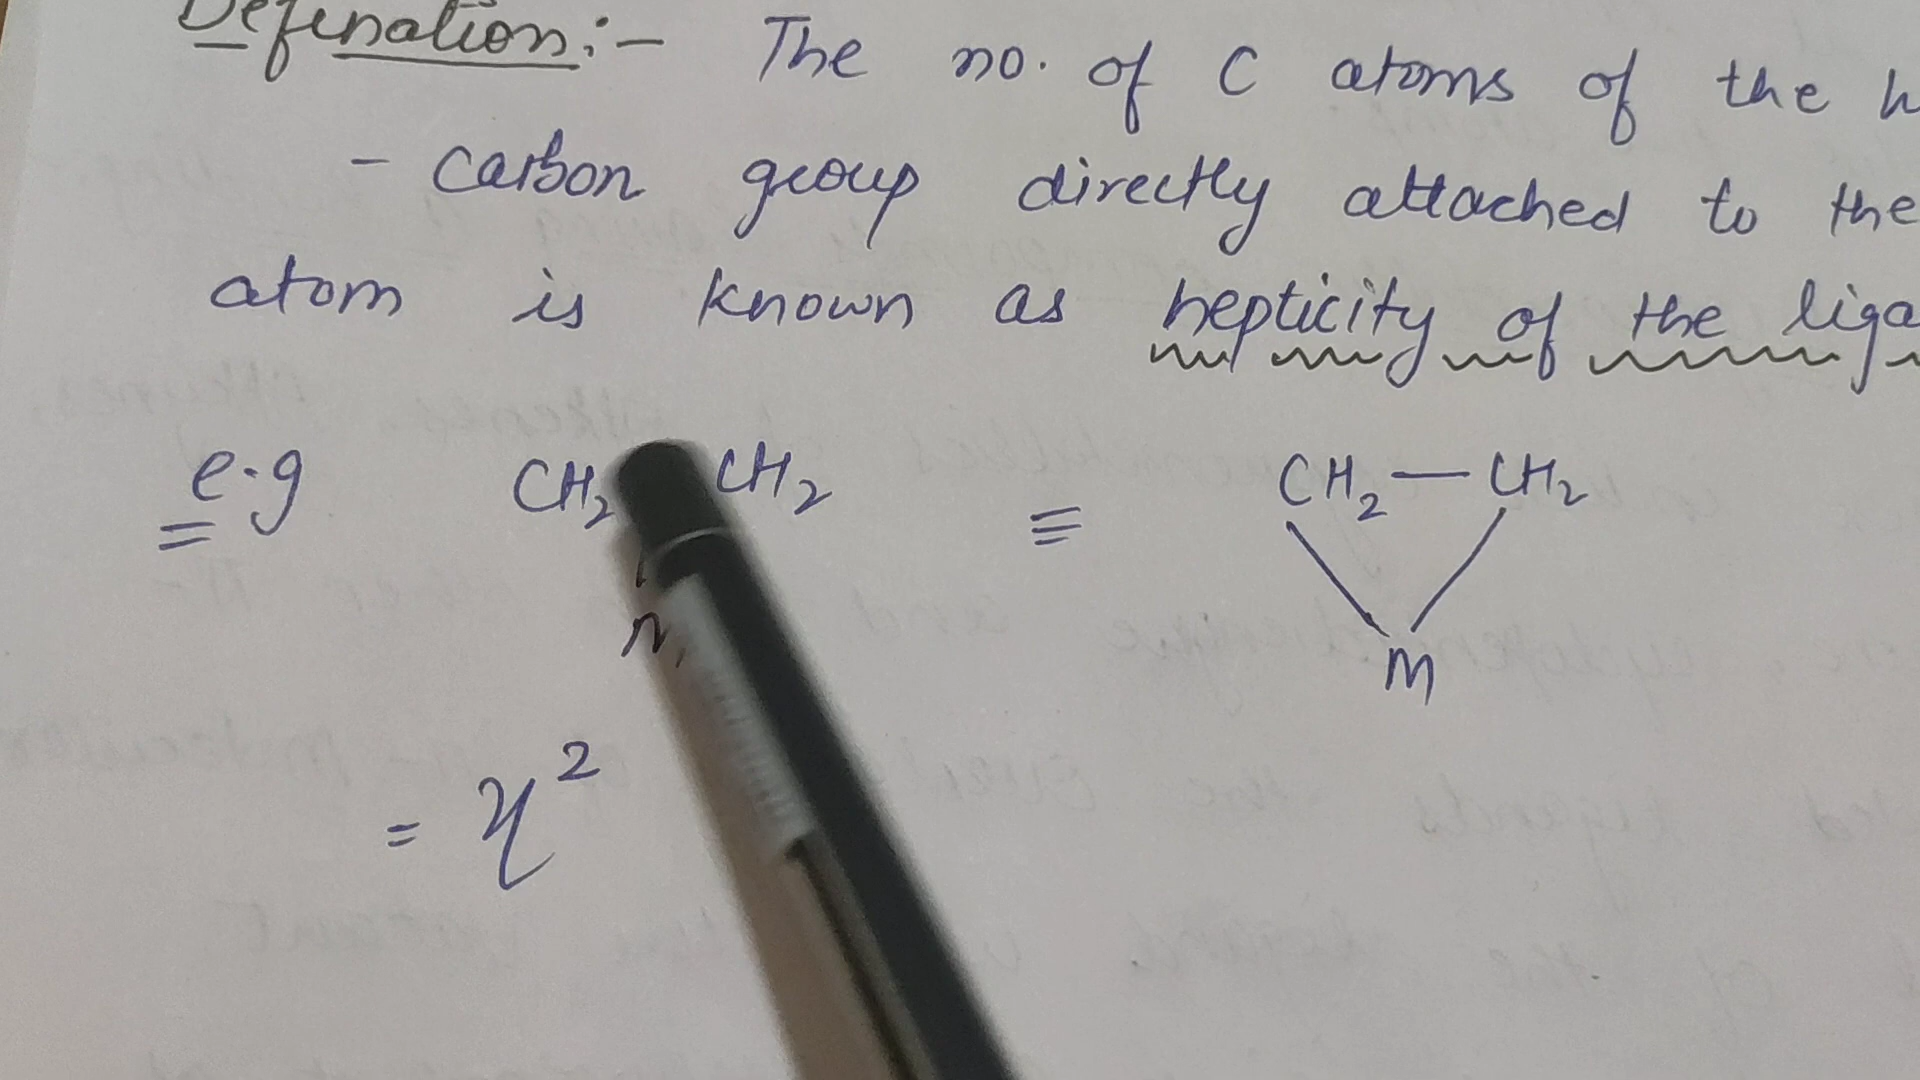 Defination:- The no. of C atoms of the
- carbon group directly attached to the
atom is known as hepticity of the liga
e.g CH2 CH2 ≡ CH2 — CH2
M
= η²